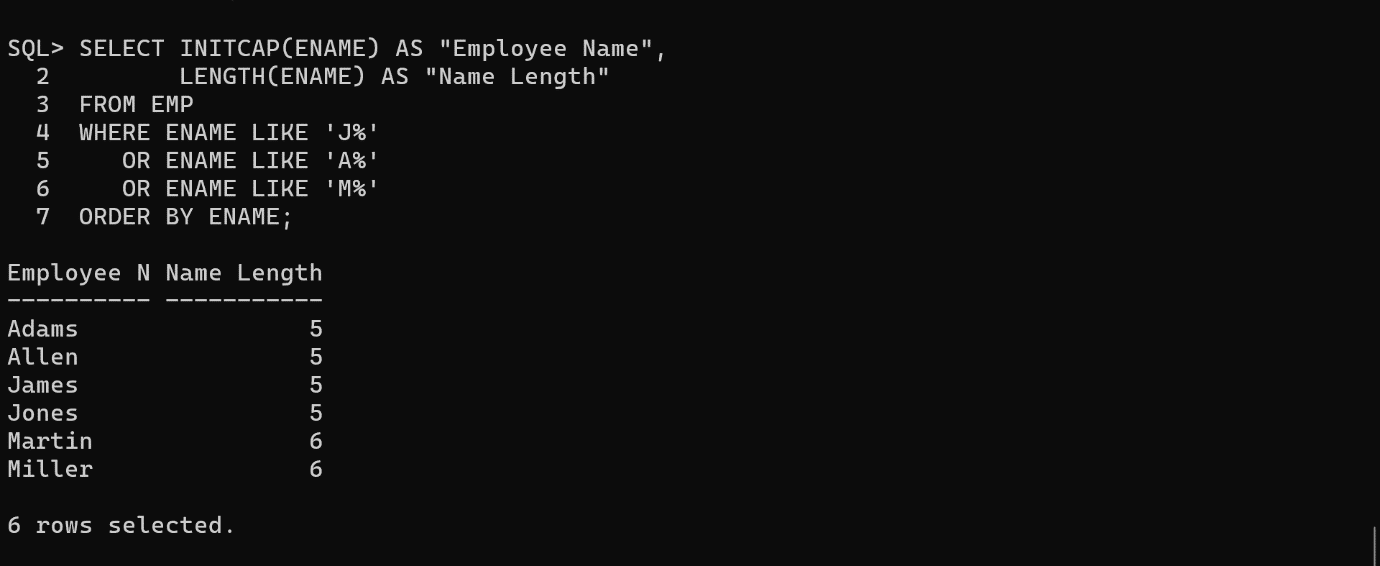 SQL> SELECT INITCAP(ENAME) AS "Employee Name",
  2         LENGTH(ENAME) AS "Name Length"
  3  FROM EMP
  4  WHERE ENAME LIKE 'J%'
  5     OR ENAME LIKE 'A%'
  6     OR ENAME LIKE 'M%'
  7  ORDER BY ENAME;

Employee N Name Length
---------- -----------
Adams                5
Allen                5
James                5
Jones                5
Martin               6
Miller               6

6 rows selected.